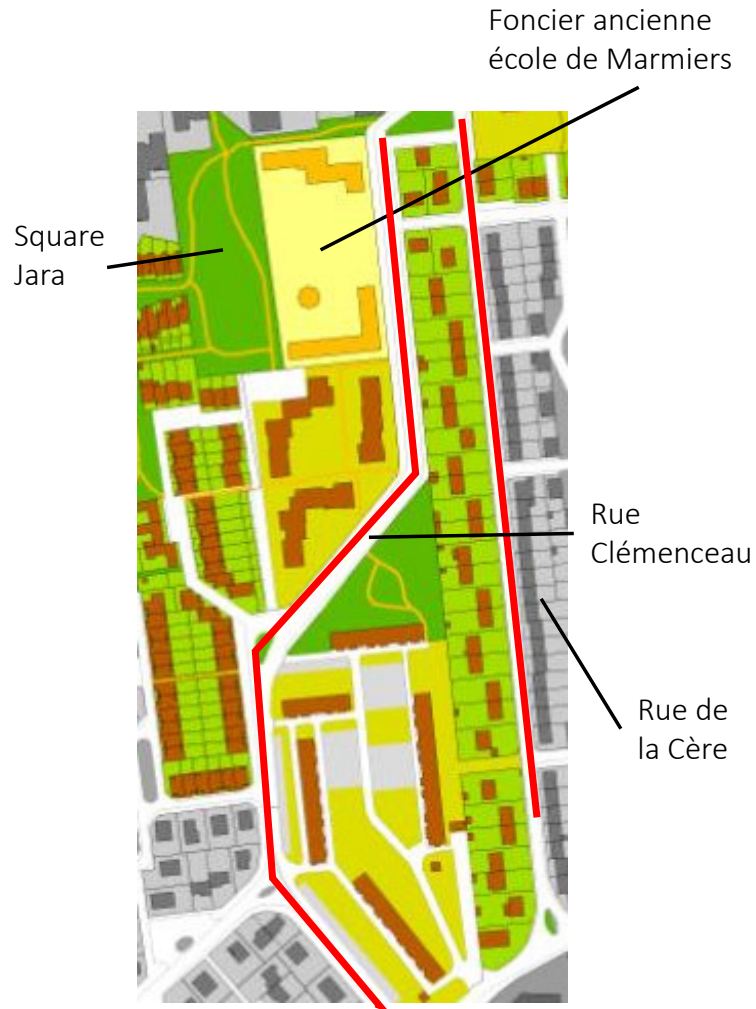 Foncier ancienne
école de Marmiers
Square
Jara
Rue
Clémenceau
Rue de
la Cère